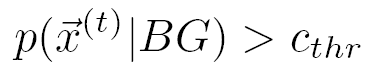 p(\vec{x}^{(t)}|BG) > c_{thr}